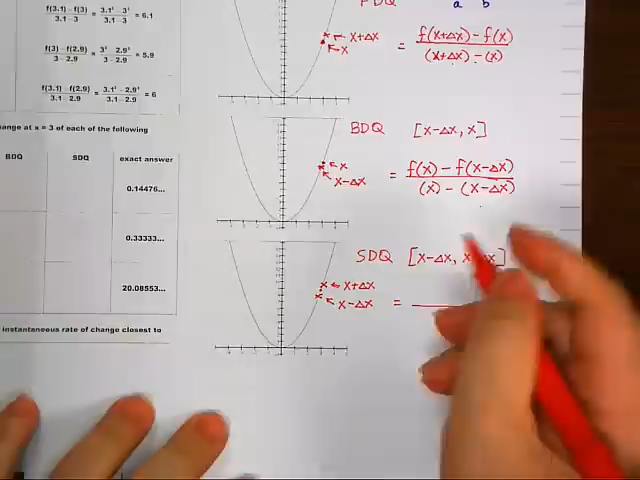 f(3.1) − f(3) / 3.1 − 3 = 3.1² − 3² / 3.1 − 3 = 6.1
f(3) − f(2.9) / 3 − 2.9 = 3² − 2.9² / 3 − 2.9 = 5.9
f(3.1) − f(2.9) / 3.1 − 2.9 = 3.1² − 2.9² / 3.1 − 2.9 = 6
ange at x = 3 of each of the following
BDQ SDQ exact answer
0.14476...
0.33333...
20.08553...
instantaneous rate of change closest to
FDQ a b
x+Δx
x
= f(x+Δx) − f(x) / (x+Δx) − (x)
BDQ [x−Δx, x]
x
x−Δx
= f(x) − f(x−Δx) / (x) − (x−Δx)
SDQ [x−Δx, x x]
x+Δx
x−Δx
=